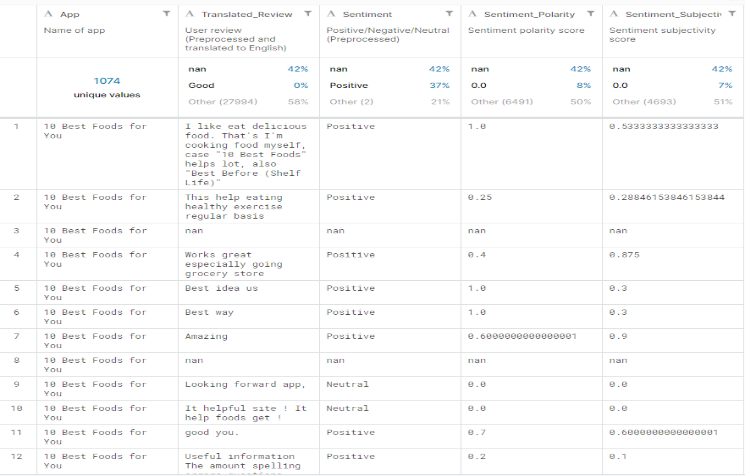 App
Translated_Review
Sentiment
Sentiment_Polarity
Sentiment_Subjectiv
Name of app
User review
(Preprocessed and
translated to English)
Positive/Negative/Neutral
(Preprocessed)
Sentiment polarity score
Sentiment subjectivity
score
1074
unique values
nan 42%
Good 0%
Other (27994) 58%
nan 42%
Positive 37%
Other (2) 21%
nan 42%
0.0 8%
Other (6491) 50%
nan 42%
0.0 7%
Other (4693) 51%
1
10 Best Foods for
You
I like eat delicious
food. That's I'm
cooking food myself,
case "10 Best Foods"
helps lot, also
"Best Before (Shelf
Life)"
Positive
1.0
0.5333333333333333
2
10 Best Foods for
You
This help eating
healthy exercise
regular basis
Positive
0.25
0.28846153846153844
3
10 Best Foods for
You
nan
nan
nan
nan
4
10 Best Foods for
You
Works great
especially going
grocery store
Positive
0.4
0.875
5
10 Best Foods for
You
Best idea us
Positive
1.0
0.3
6
10 Best Foods for
You
Best way
Positive
1.0
0.3
7
10 Best Foods for
You
Amazing
Positive
0.6000000000000001
0.9
8
10 Best Foods for
You
nan
nan
nan
nan
9
10 Best Foods for
You
Looking forward app,
Neutral
0.0
0.0
10
10 Best Foods for
You
It helpful site ! It
help foods get !
Neutral
0.0
0.0
11
10 Best Foods for
You
good you.
Positive
0.7
0.6000000000000001
12
10 Best Foods for
You
Useful information
The amount spelling
Positive
0.2
0.1